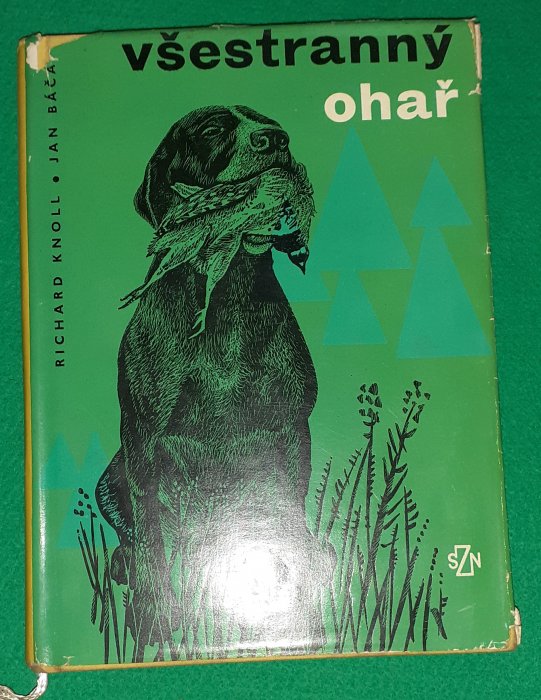 všestranný
ohař
RICHARD KNOLL • JAN BÁČA
SZN